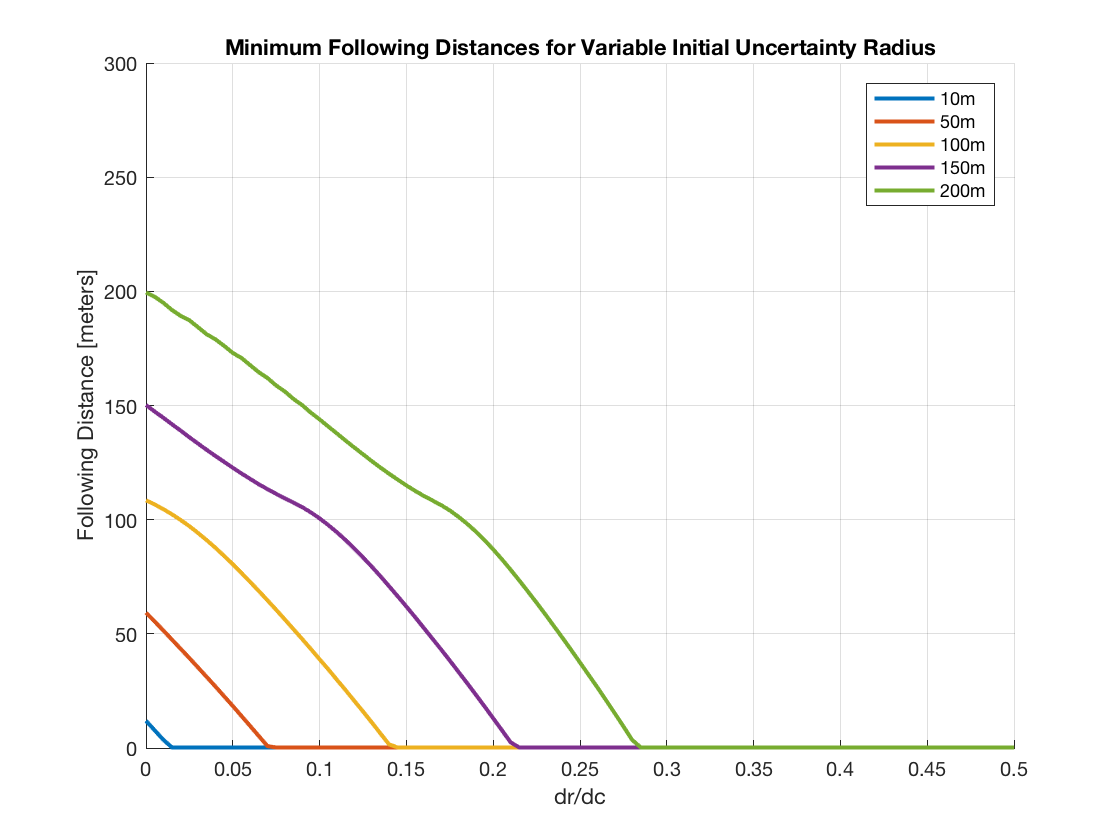 Minimum Following Distances for Variable Initial Uncertainty Radius
300
250
200
150
100
50
0
Following Distance [meters]
10m
50m
100m
150m
200m
0 0.05 0.1 0.15 0.2 0.25 0.3 0.35 0.4 0.45 0.5
dr/dc